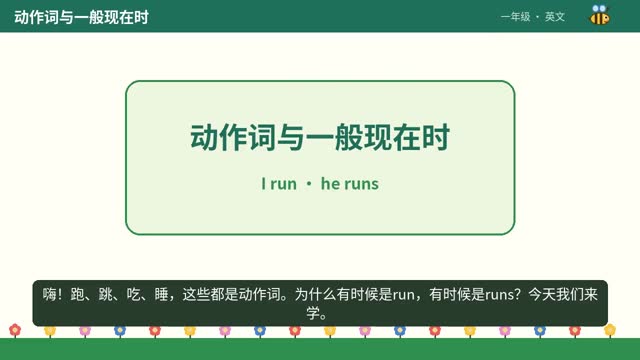 动作词与一般现在时
一年级 · 英文
动作词与一般现在时
I run · he runs
嗨！跑、跳、吃、睡，这些都是动作词。为什么有时候是run，有时候是runs？今天我们来
学。